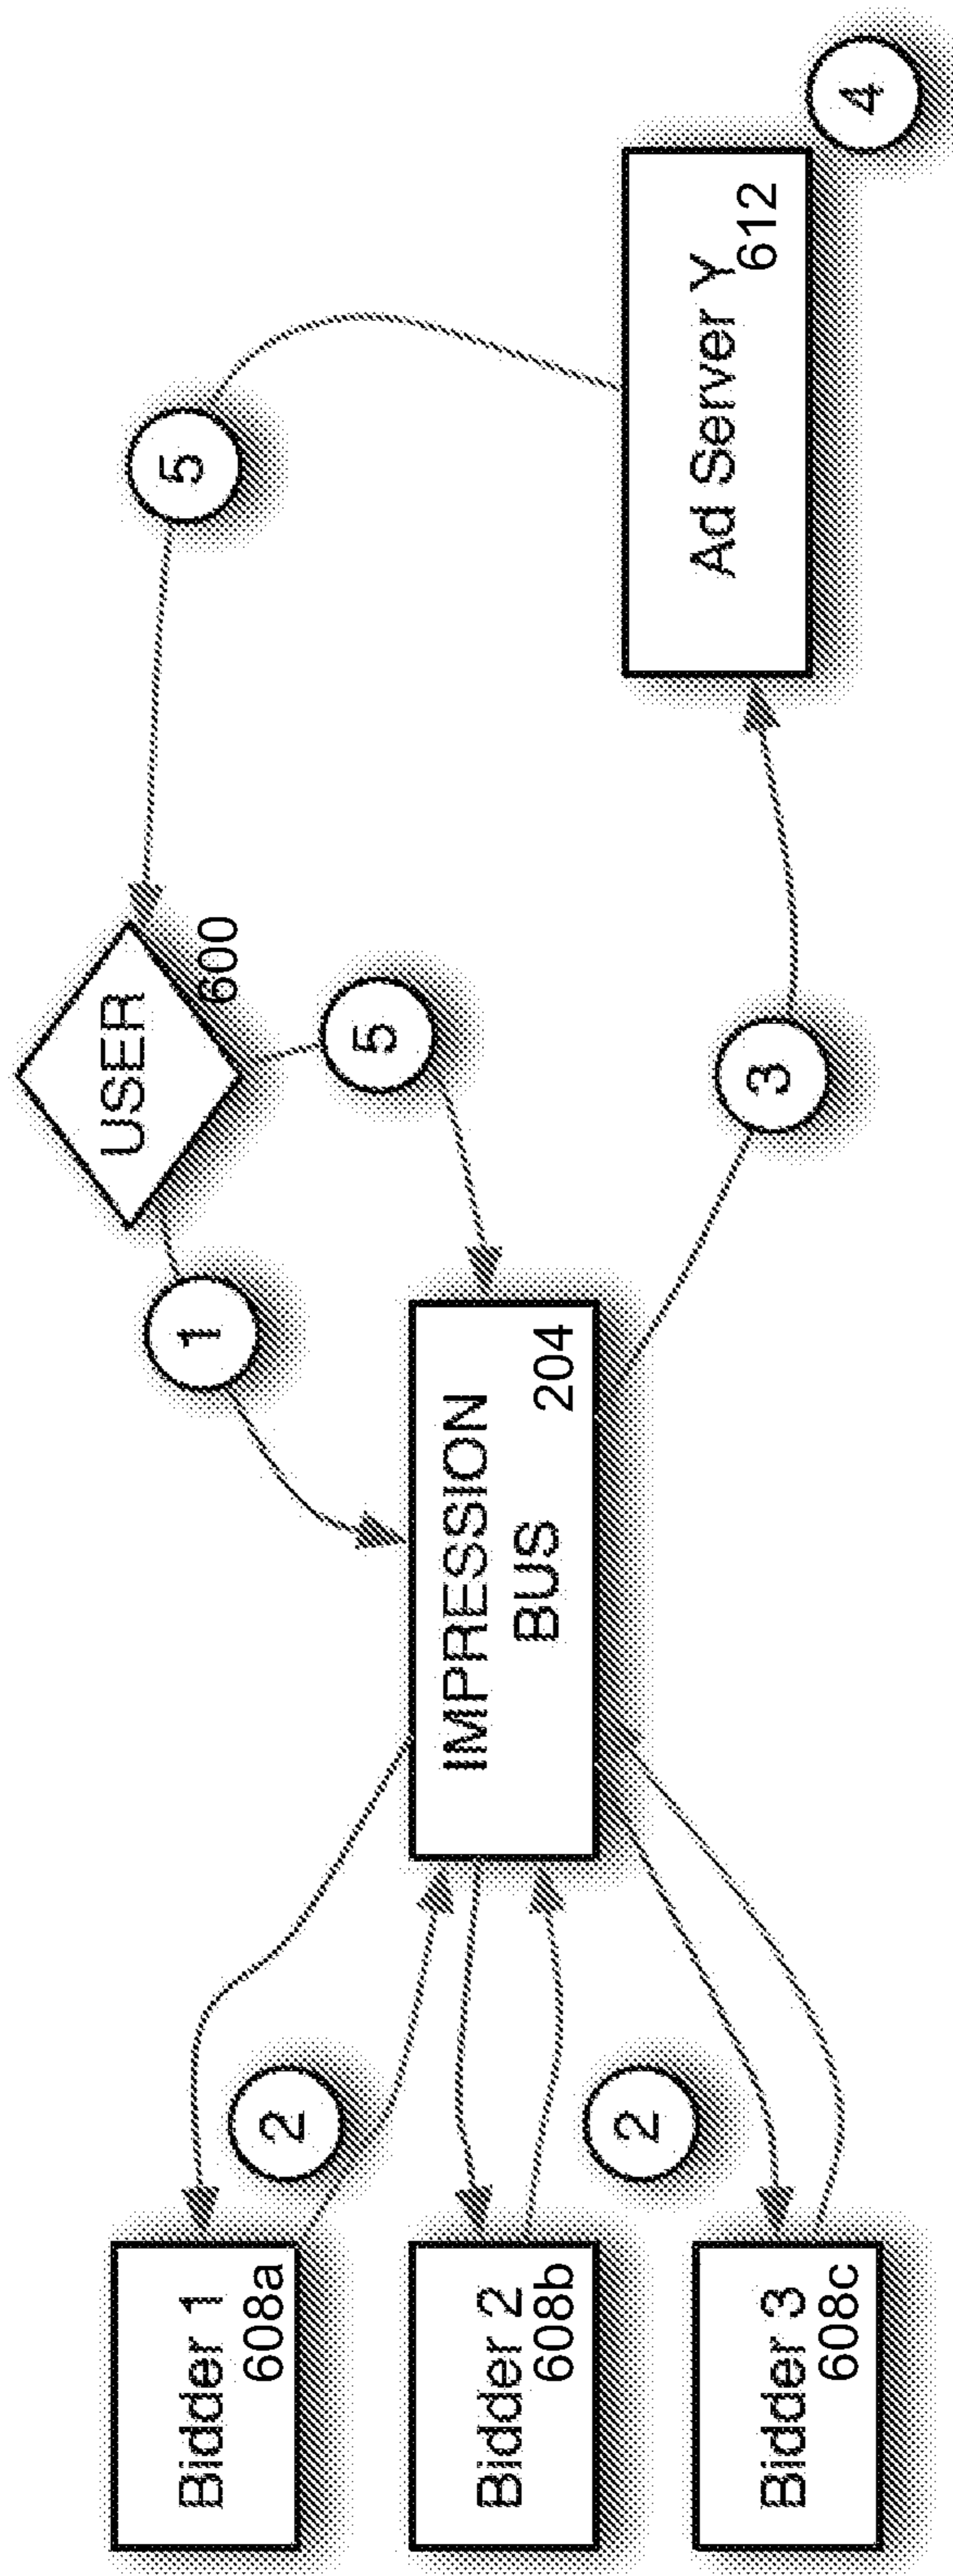 USER
600
5
1
5
Bidder 1
608a
2
IMPRESSION
BUS
204
Bidder 2
608b
2
Ad Server Y
612
Bidder 3
608c
3
4